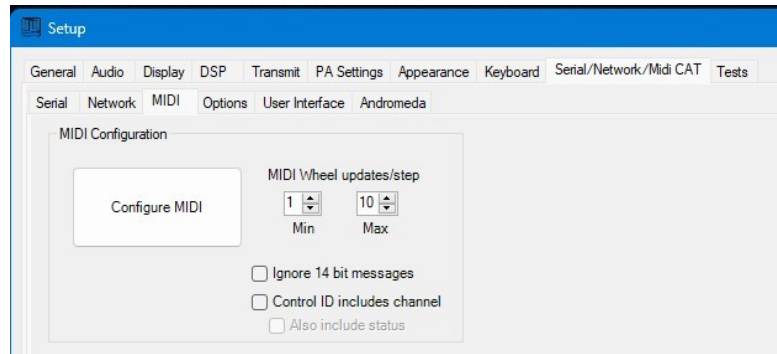 Setup
General Audio Display DSP Transmit PA Settings Appearance Keyboard Serial/Network/Midi CAT Tests
Serial Network MIDI Options User Interface Andromeda
MIDI Configuration
Configure MIDI
MIDI Wheel updates/step
1 10
Min Max
Ignore 14 bit messages
Control ID includes channel
Also include status